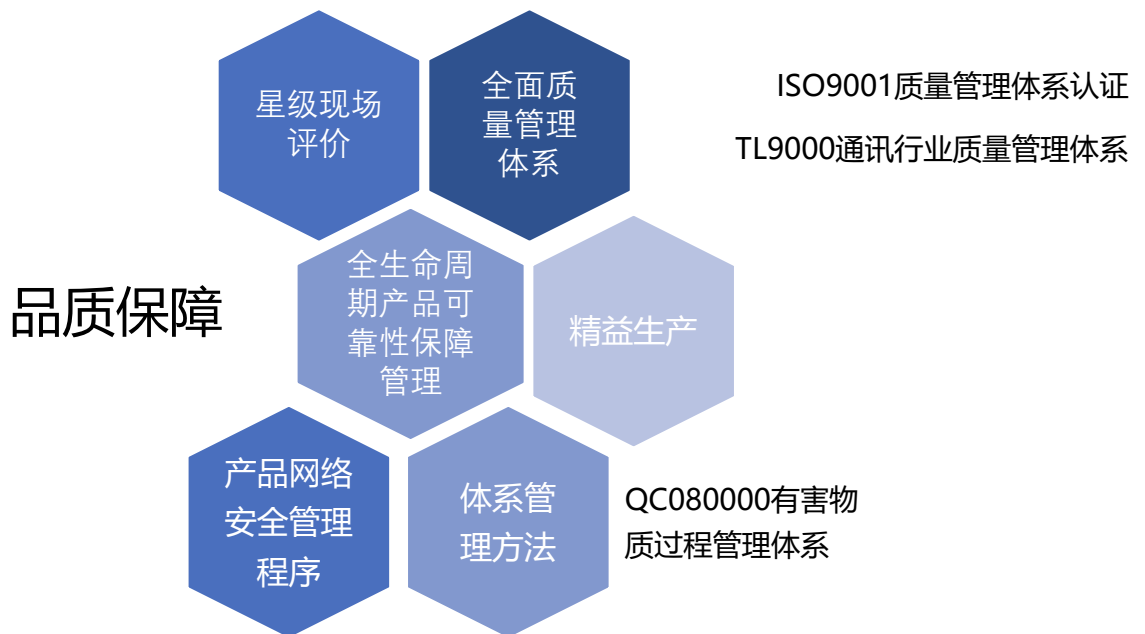 星级现场
评价
全面质
量管理
体系
ISO9001质量管理体系认证
TL9000通讯行业质量管理体系
品质保障
全生命周
期产品可
靠性保障
管理
精益生产
产品网络
安全管理
程序
体系管
理方法
QC080000有害物
质过程管理体系